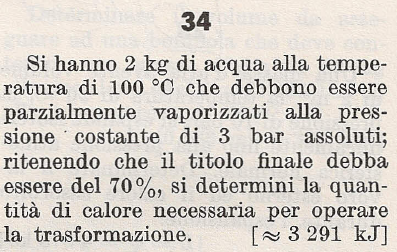 34
Si hanno 2 kg di acqua alla tempe-
ratura di 100 °C che debbono essere
parzialmente vaporizzati alla pres-
sione costante di 3 bar assoluti;
ritenendo che il titolo finale debba
essere del 70%, si determini la quan-
tità di calore necessaria per operare
la trasformazione. [≈ 3 291 kJ]